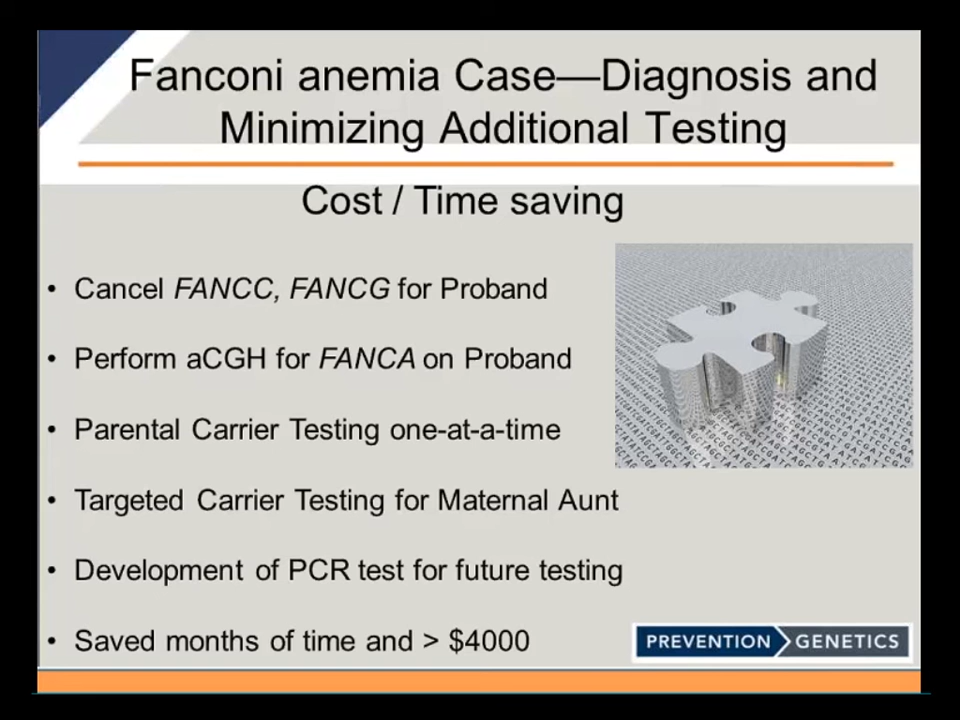 Fanconi anemia Case—Diagnosis and
Minimizing Additional Testing
Cost / Time saving
• Cancel FANCC, FANCG for Proband
• Perform aCGH for FANCA on Proband
• Parental Carrier Testing one-at-a-time
• Targeted Carrier Testing for Maternal Aunt
• Development of PCR test for future testing
• Saved months of time and > $4000
PREVENTION GENETICS